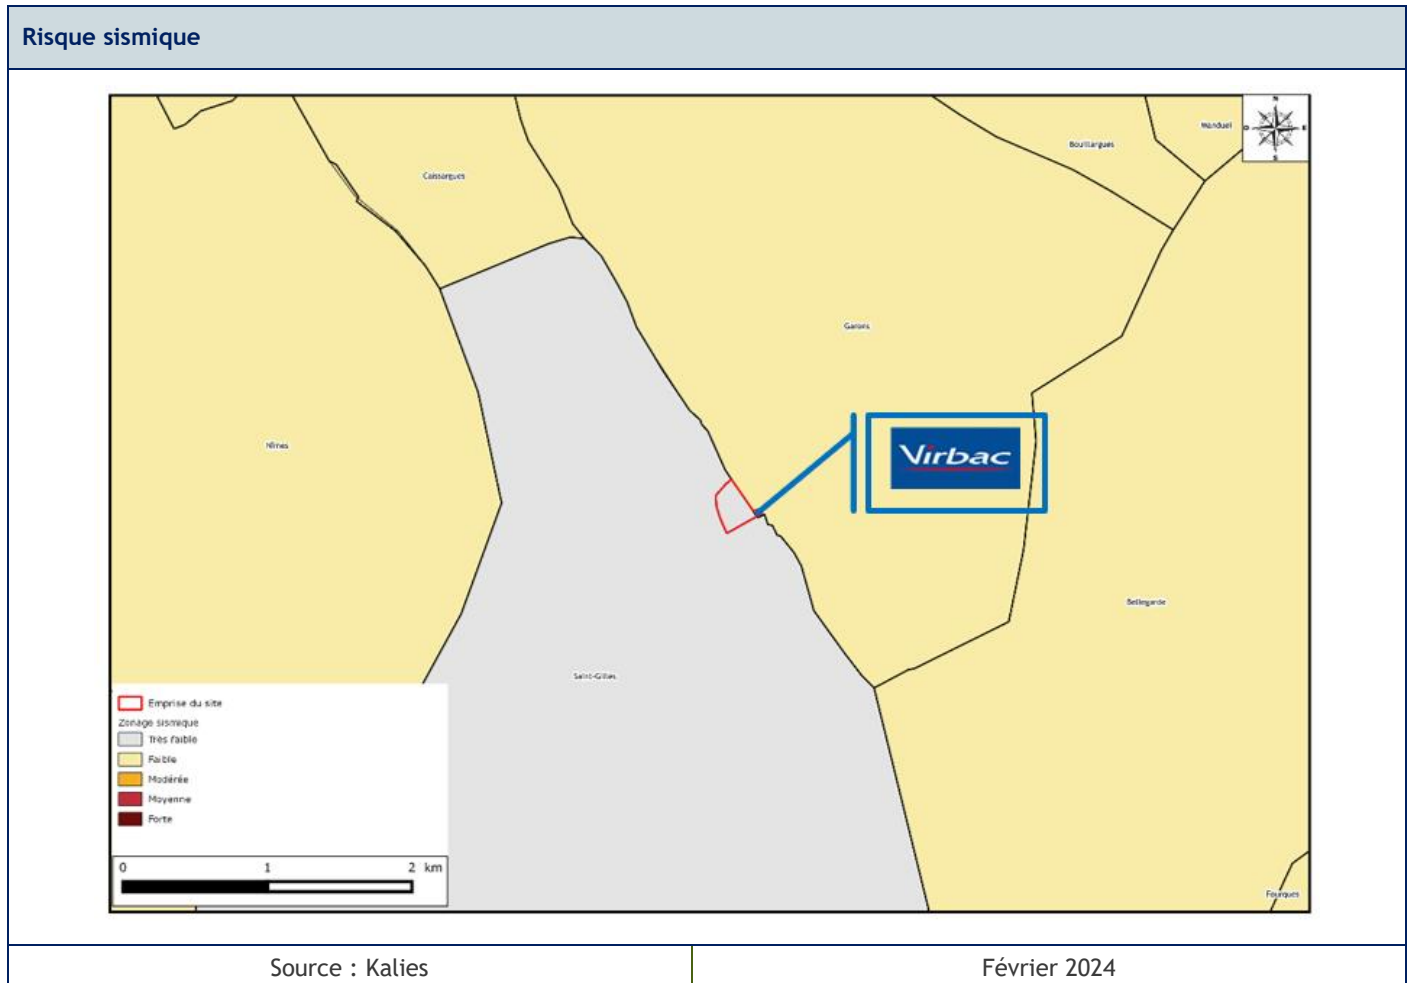 Risque sismique
N
O
E
S
Manduel
Bouillargues
Caissargues
Garons
Nîmes
Virbac
Bellegarde
Saint-Gilles
Emprise du site
Zonage sismique
Très faible
Faible
Modérée
Moyenne
Forte
0 1 2 km
Fourques
Source : Kalies
Février 2024